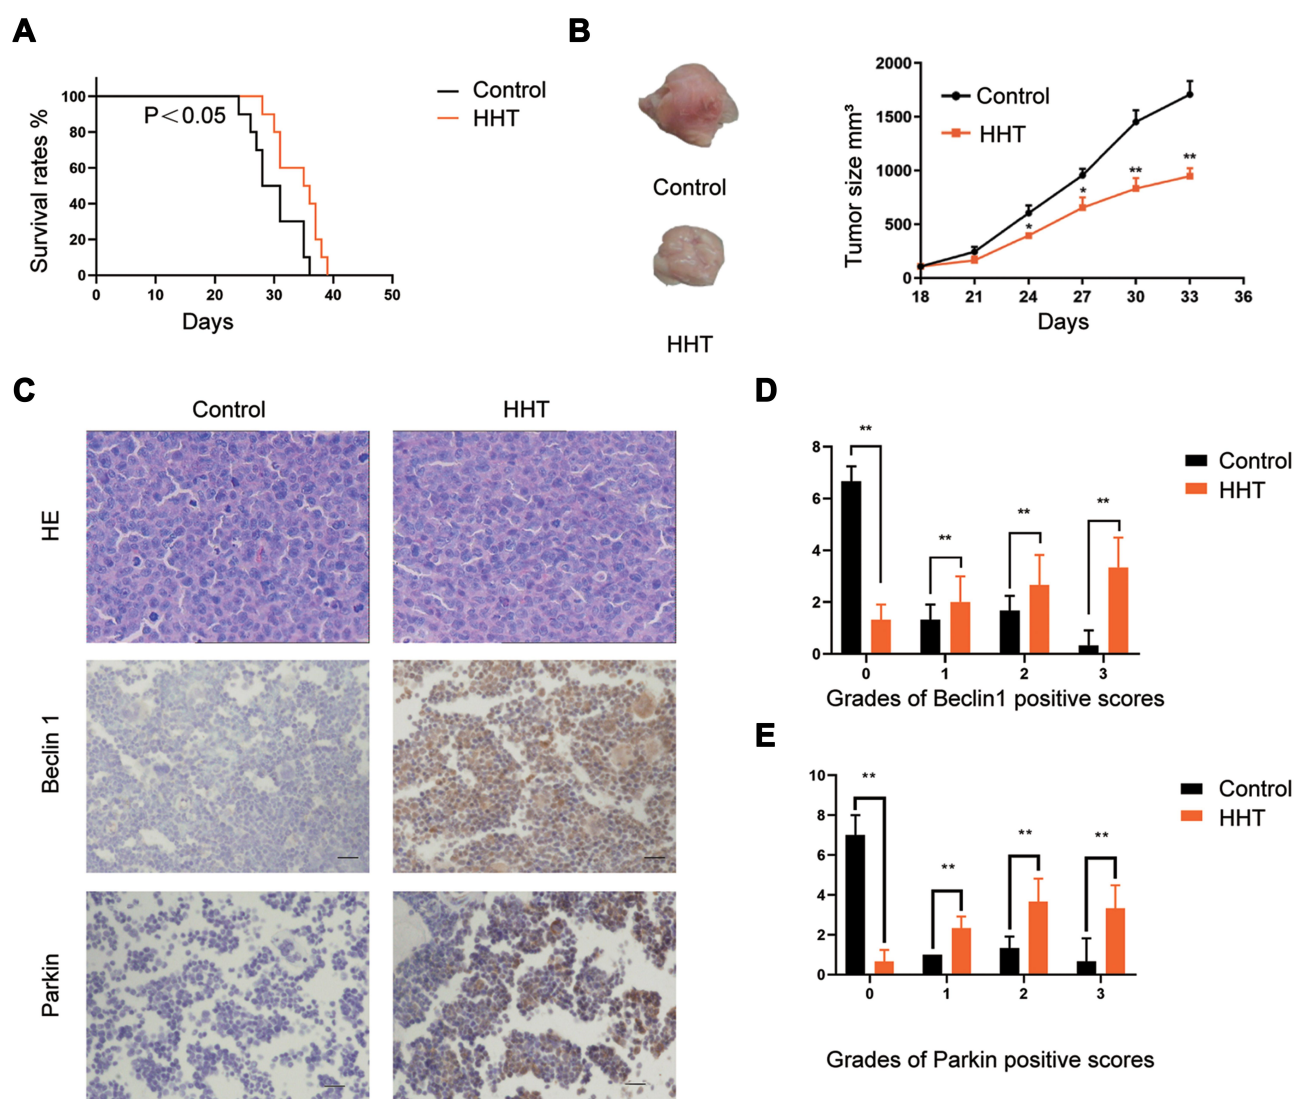 A
Survival rates %
100
80
60
40
20
0
P<0.05
0 10 20 30 40 50
Days
Control
HHT
B
Control
HHT
Tumor size mm³
2000
1500
1000
500
0
Control
HHT
* * ** **
18 21 24 27 30 33 36
Days
C
Control HHT
HE
Beclin 1
Parkin
D
8
6
4
2
0
** ** ** **
0 1 2 3
Grades of Beclin1 positive scores
Control
HHT
E
10
8
6
4
2
0
** ** ** **
0 1 2 3
Grades of Parkin positive scores
Control
HHT